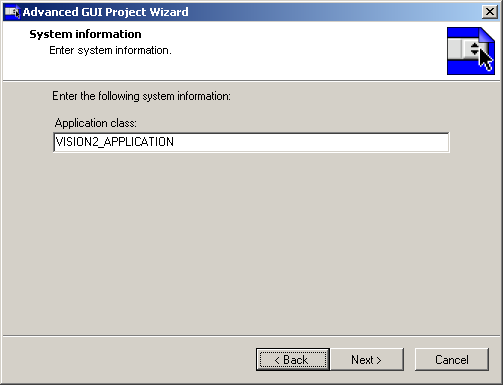 Advanced GUI Project Wizard
System information
Enter system information.
Enter the following system information:
Application class:
VISION2_APPLICATION
< Back
Next >
Cancel